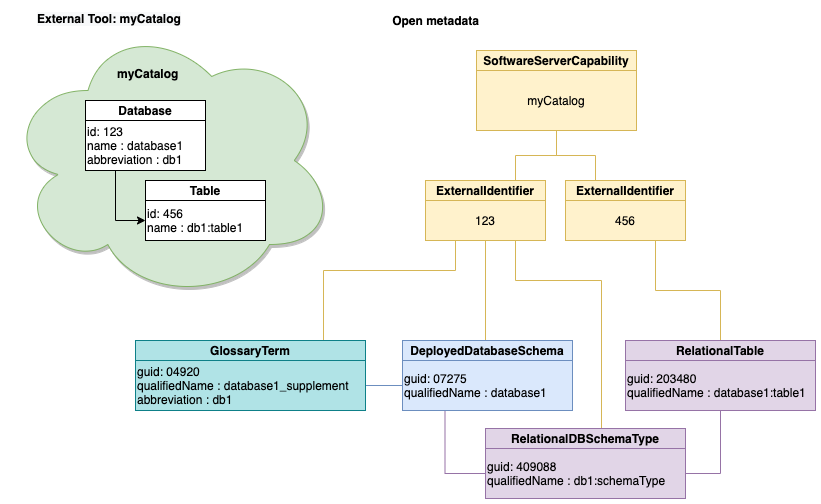 External Tool: myCatalog
Open metadata
myCatalog
Database
id: 123
name : database1
abbreviation : db1
Table
id: 456
name : db1:table1
SoftwareServerCapability
myCatalog
ExternalIdentifier
123
ExternalIdentifier
456
GlossaryTerm
guid: 04920
qualifiedName : database1_supplement
abbreviation : db1
DeployedDatabaseSchema
guid: 07275
qualifiedName : database1
RelationalTable
guid: 203480
qualifiedName : database1:table1
RelationalDBSchemaType
guid: 409088
qualifiedName : db1:schemaType